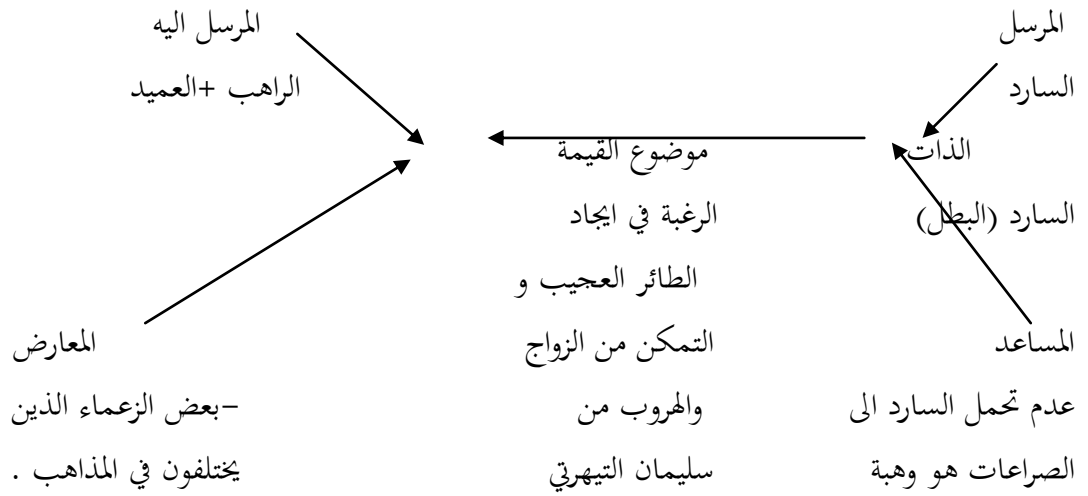 المرسل
المرسل اليه
السارد
الراهب +العميد
الذات
موضوع القيمة
السارد (البطل)
الرغبة في ايجاد
الطائر العجيب و
المساعد
التمكن من الزواج
المعارض
عدم تحمل السارد الى
والهروب من
–بعض الزعماء الذين
الصراعات هو وهبة
سليمان التيهرتي
يختلفون في المذاهب .